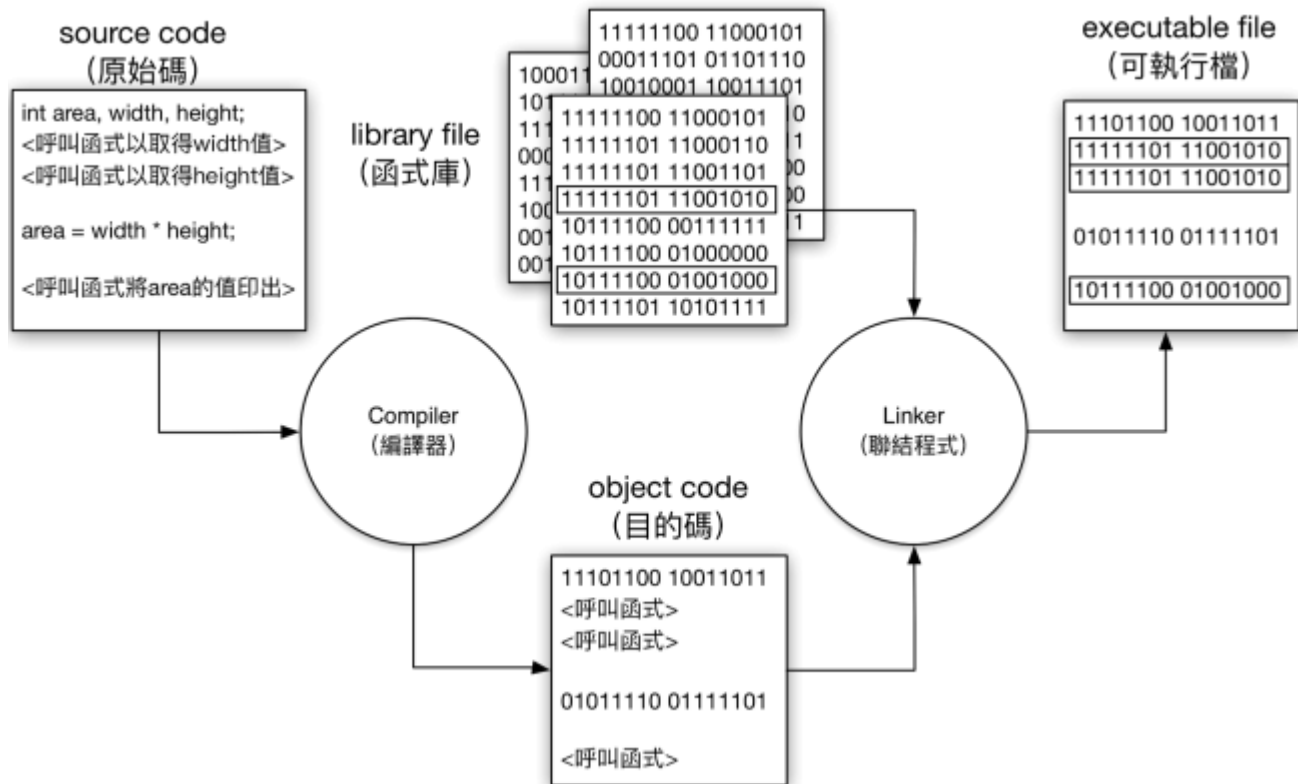 source code
（原始碼）
int area, width, height;
<呼叫函式以取得width值>
<呼叫函式以取得height值>
area = width * height;
<呼叫函式將area的值印出>
library file
（函式庫）
11111100 11000101
00011101 01101110
10010001 10011101
11111100 11000101
11111101 11000110
11111101 11001101
11111101 11001010
10111100 00111111
10111100 01000000
10111100 01001000
10111101 10101111
executable file
（可執行檔）
11101100 10011011
11111101 11001010
11111101 11001010
01011110 01111101
10111100 01001000
Compiler
（編譯器）
Linker
（聯結程式）
object code
（目的碼）
11101100 10011011
<呼叫函式>
<呼叫函式>
01011110 01111101
<呼叫函式>